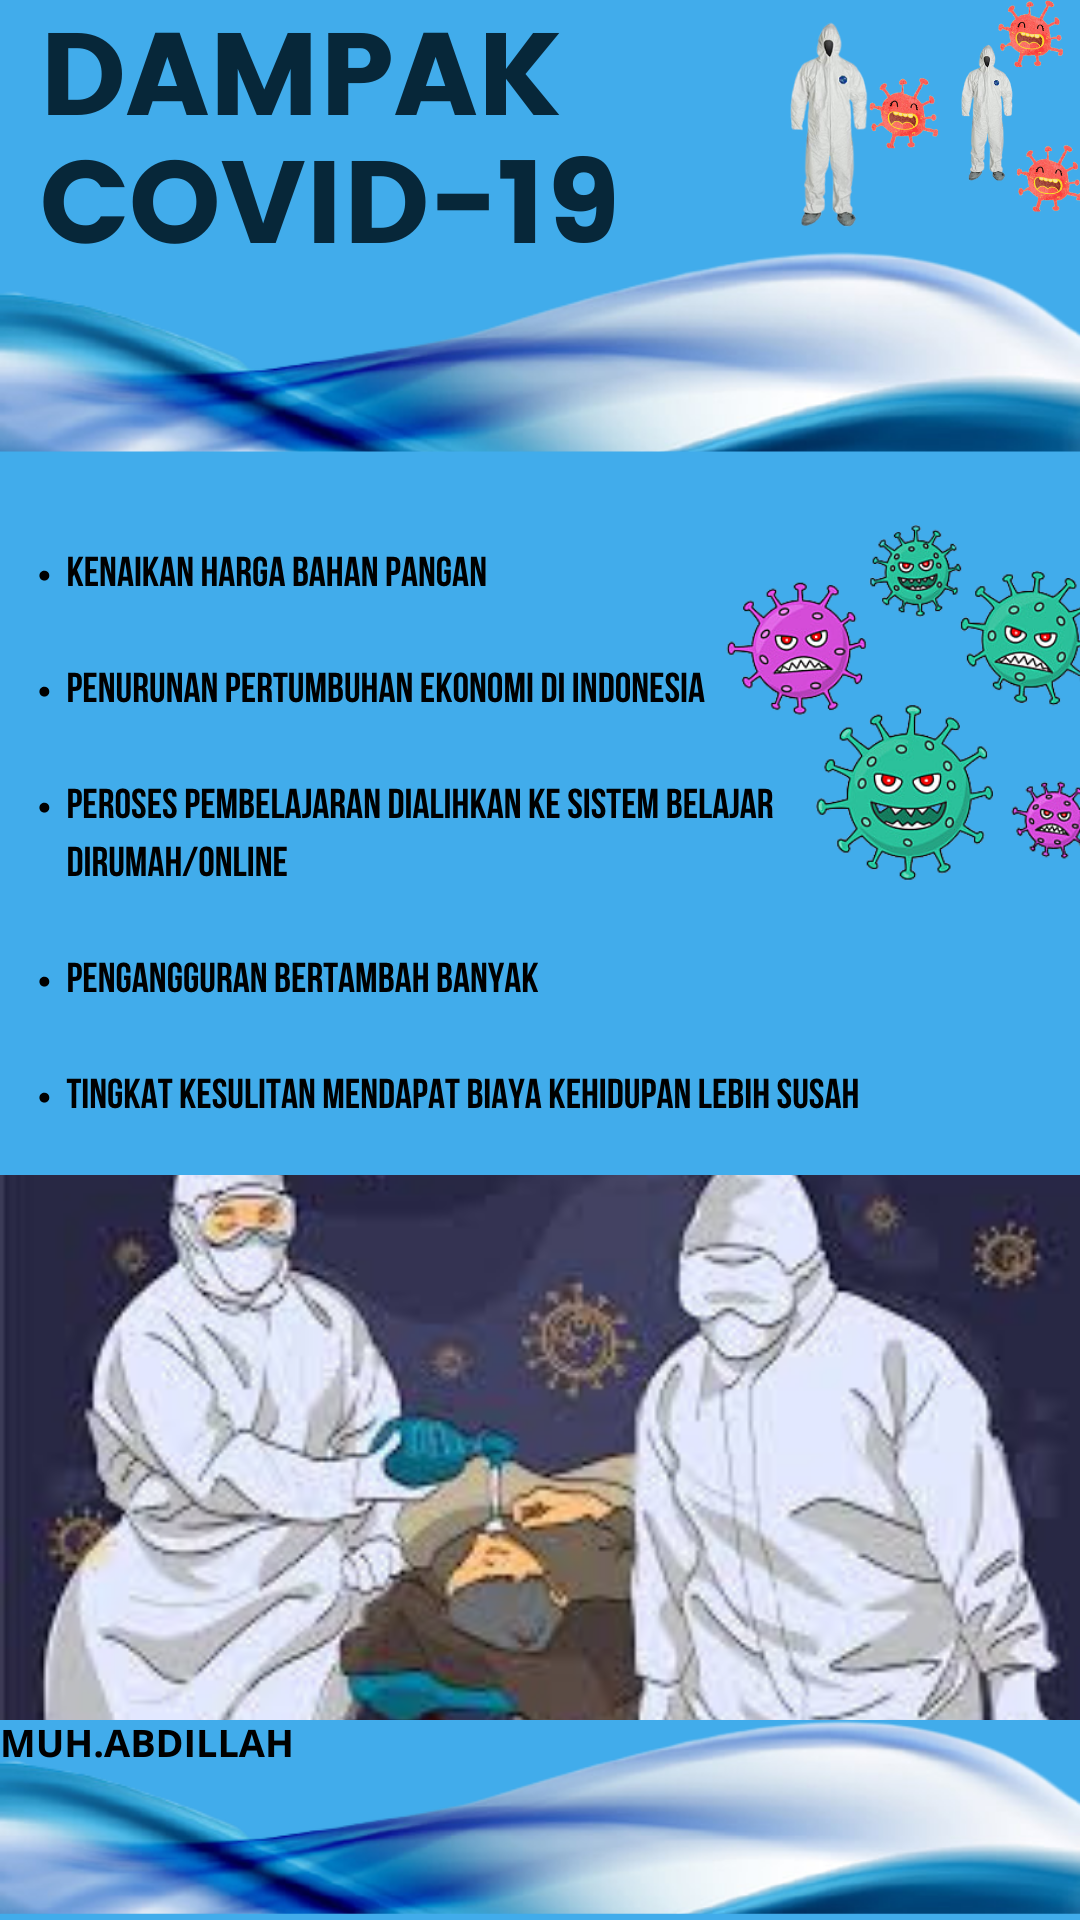 DAMPAK
COVID-19
• KENAIKAN HARGA BAHAN PANGAN
• PENURUNAN PERTUMBUHAN EKONOMI DI INDONESIA
• PEROSES PEMBELAJARAN DIALIHKAN KE SISTEM BELAJAR
DIRUMAH/ONLINE
• PENGANGGURAN BERTAMBAH BANYAK
• TINGKAT KESULITAN MENDAPAT BIAYA KEHIDUPAN LEBIH SUSAH
MUH.ABDILLAH